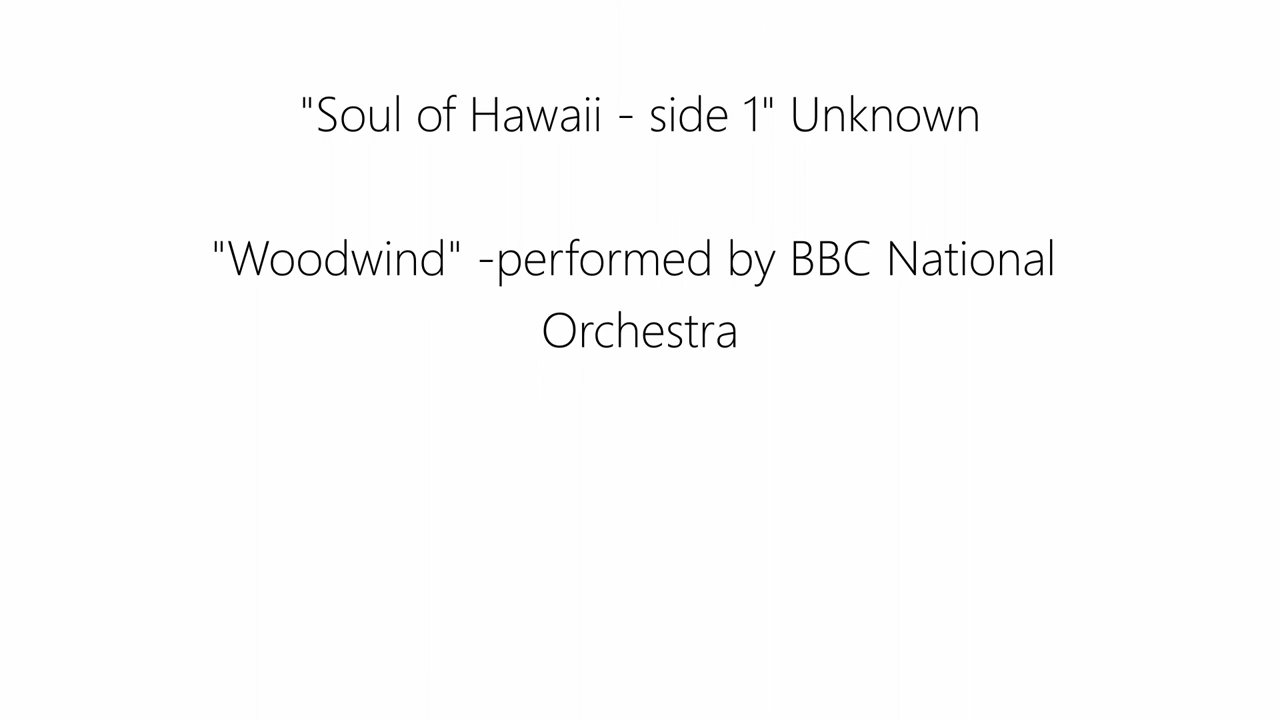 "Soul of Hawaii - side 1" Unknown
"Woodwind" -performed by BBC National
Orchestra